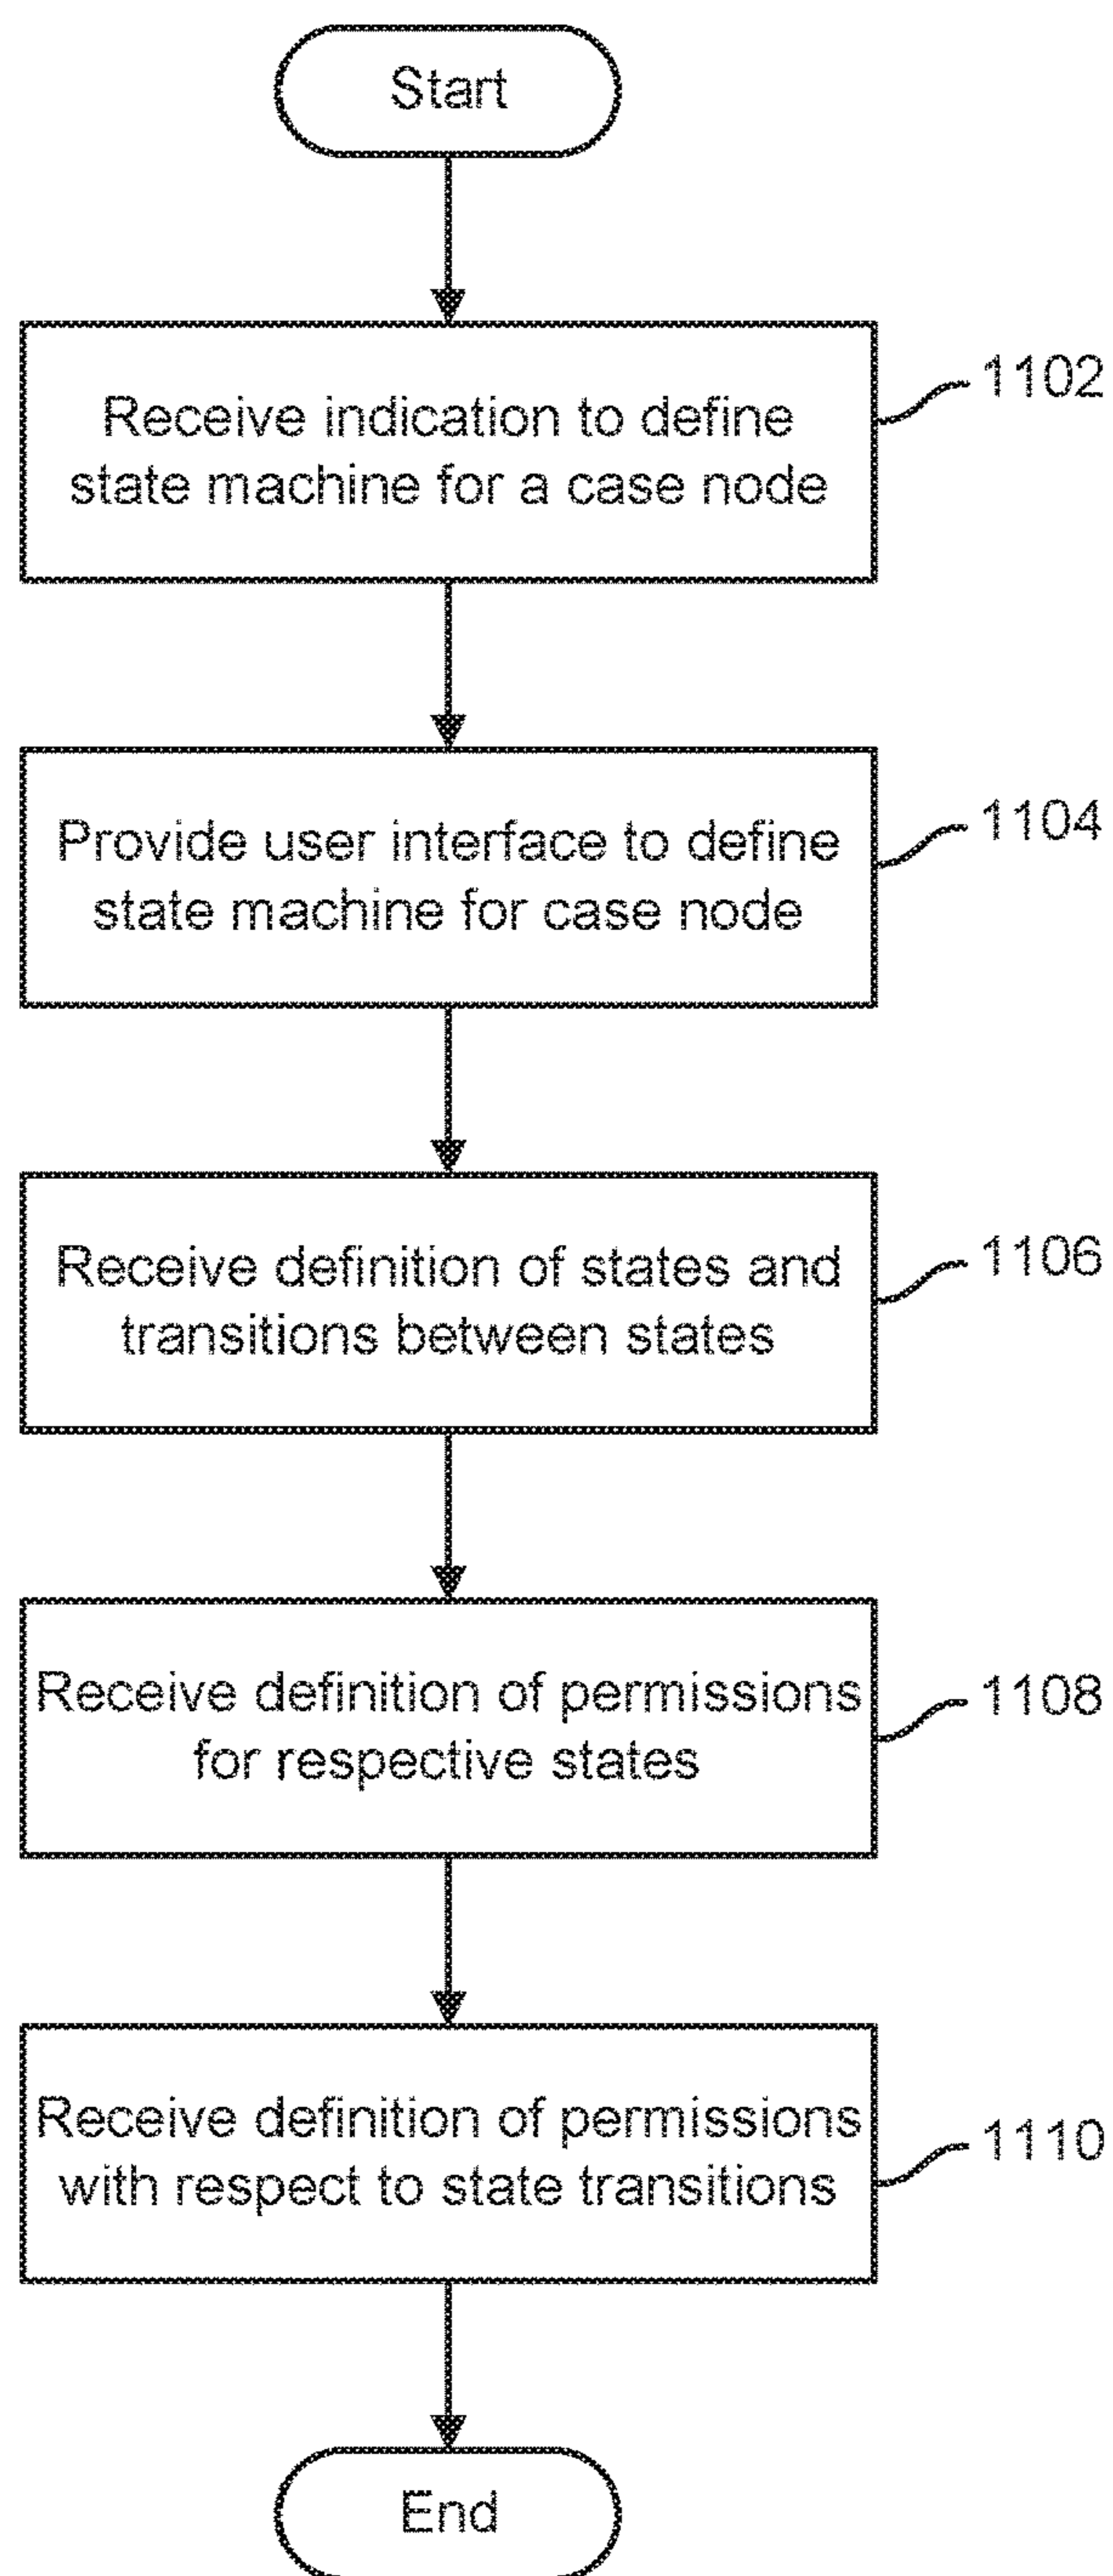 Start
Receive indication to define
state machine for a case node
1102
Provide user interface to define
state machine for case node
1104
Receive definition of states and
transitions between states
1106
Receive definition of permissions
for respective states
1108
Receive definition of permissions
with respect to state transitions
1110
End